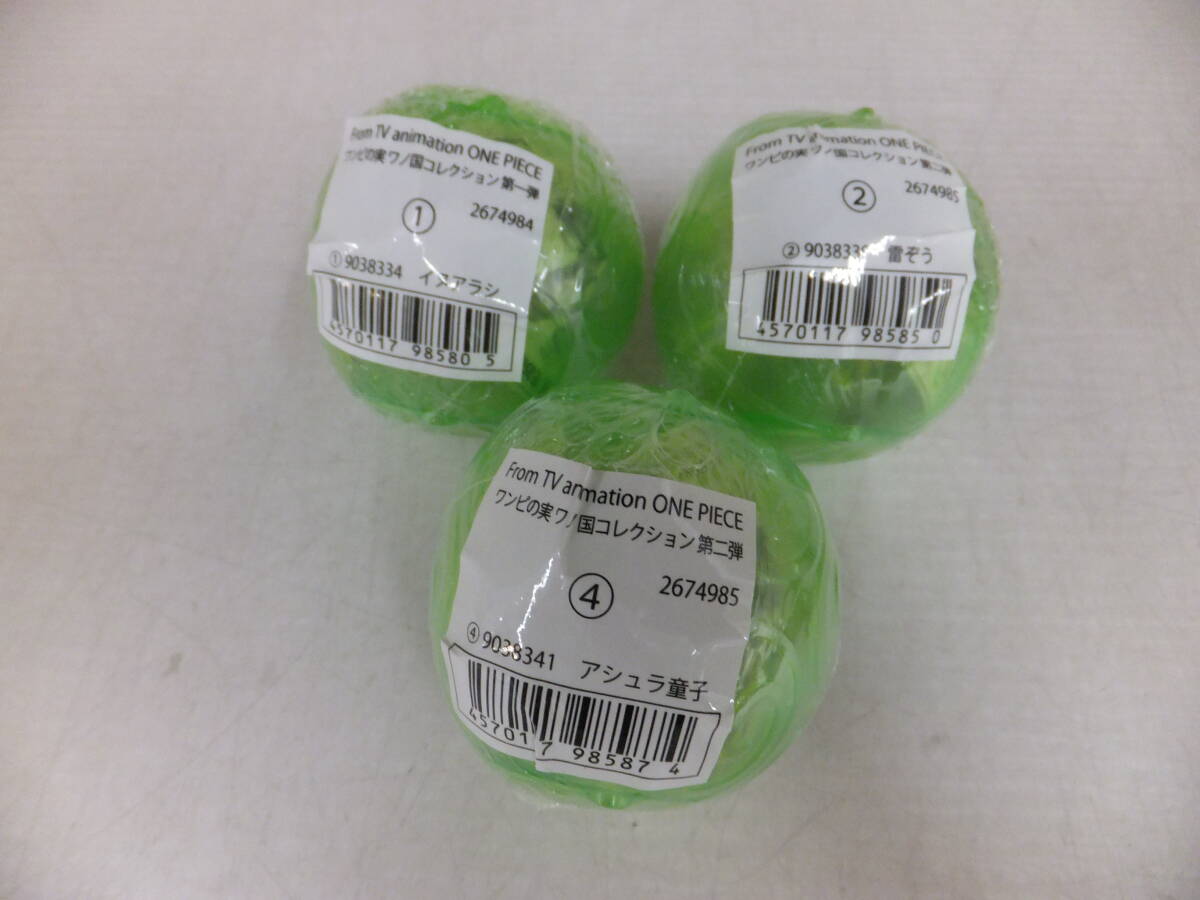 From TV animation ONE PIECE
ワンピの実 ワノ国コレクション 第一弾
① 2674984
①9038334 イヌアラシ
4570117 98580 5
From TV animation ONE PIECE
ワンピの実 ワノ国コレクション 第二弾
② 2674985
② 雷ぞう
4570117 98585 0
From TV animation ONE PIECE
ワンピの実 ワノ国コレクション 第二弾
④ 2674985
④9038341 アシュラ童子
4570117 98587 4